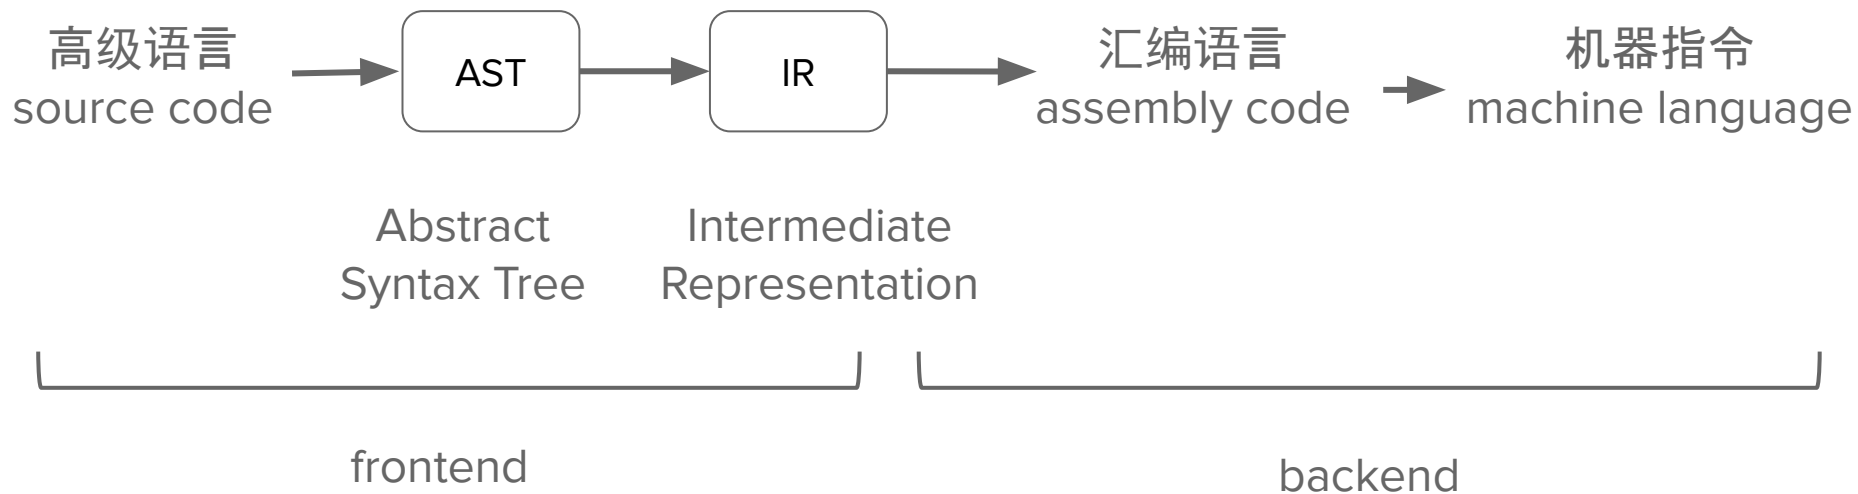 高级语言
source code
AST
IR
汇编语言
assembly code
机器指令
machine language
Abstract
Syntax Tree
Intermediate
Representation
frontend
backend